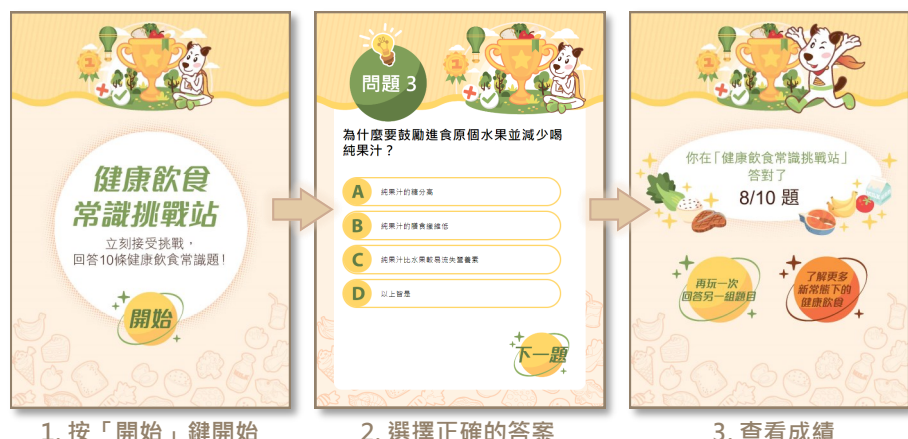 健康飲食
常識挑戰站
立刻接受挑戰，
回答10條健康飲食常識題！
開始
1. 按「開始」鍵開始
問題 3
1
為什麼要鼓勵進食原個水果並減少喝
純果汁？
A 純果汁的糖分高
B 純果汁的膳食纖維低
C 純果汁比水果較易流失營養素
D 以上皆是
下一題
2. 選擇正確的答案
你在「健康飲食常識挑戰站」
答對了
8/10 題
再玩一次
回答另一組題目
了解更多
新常態下的
健康飲食
3. 查看成績